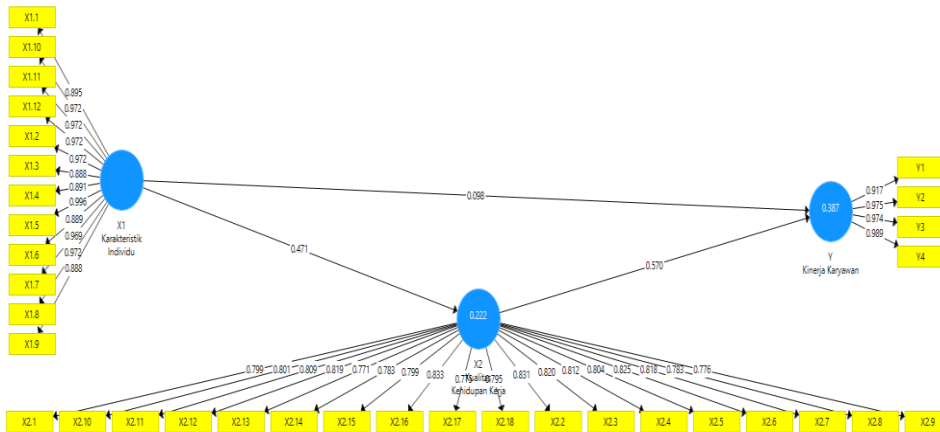 X1.1
X1.10
X1.11
X1.12
X1.2
X1.3
X1.4
X1.5
X1.6
X1.7
X1.8
X1.9
0.895
0.972
0.972
0.972
0.972
0.888
0.891
0.996
0.889
0.969
0.972
0.888
X1
Karakteristik
Individu
0.098
0.471
0.570
0.387
Y
Kinerja Karyawan
0.917
0.975
0.974
0.989
Y1
Y2
Y3
Y4
0.222
X2
Kualitas
Kehidupan Kerja
0.799 0.801 0.809 0.819 0.771 0.783 0.799 0.833 0.795 0.831 0.820 0.812 0.804 0.825 0.818 0.783 0.776
X2.1 X2.10 X2.11 X2.12 X2.13 X2.14 X2.15 X2.16 X2.17 X2.18 X2.2 X2.3 X2.4 X2.5 X2.6 X2.7 X2.8 X2.9